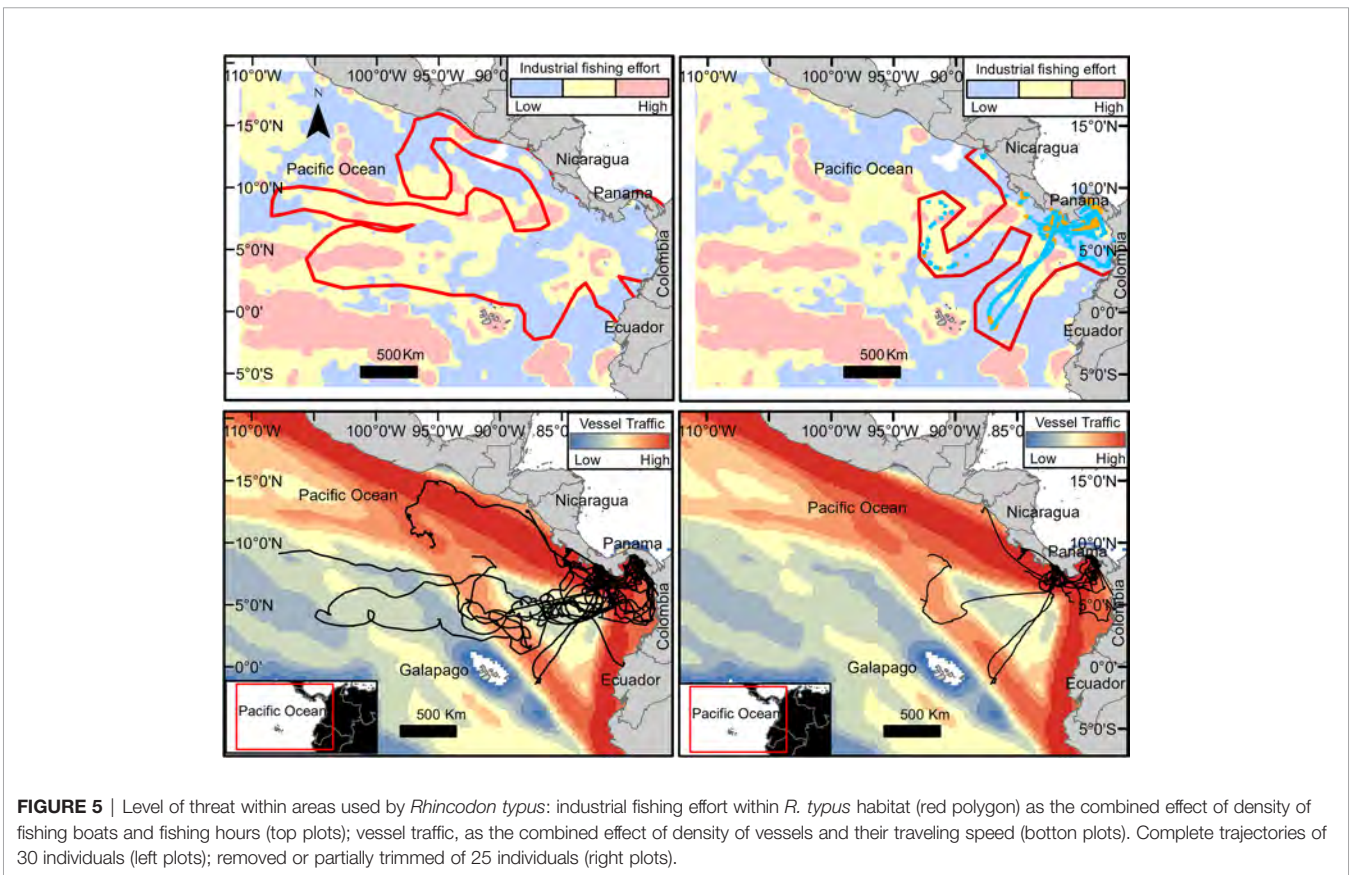 110°0'W 100°0'W 95°0'W 90°
Industrial fishing effort
Low High
N
15°0'N
Pacific Ocean
Nicaragua
10°0'N
Panama
5°0'N
Colombia
0°0'
Ecuador
500 Km
5°0'S
110°0'W 100°0'W 95°0'W 90°0
Industrial fishing effort
Low High
15°0'N
Nicaragua
Pacific Ocean
10°0'N
Panama
5°0'N
Colombia
0°0'
Ecuador
500 Km
5°0'S
110°0'W 100°0'W 95°0'W 90°0'W 85°0
Vessel Traffic
Low High
15°0'N
Pacific Ocean
Nicaragua
10°0'N
Panama
5°0'N
Colombia
0°0'
Galapago
Ecuador
Pacific Ocean
500 Km
110°0'W 100°0'W 95°0'W 90°0'W 85°0
Vessel Traffic
Low High
15°0'N
Pacific Ocean
Nicaragua
10°0'N
Panama
5°0'N
Colombia
0°0'
Galapago
Ecuador
Pacific Ocean
500 Km
5°0'S
FIGURE 5 | Level of threat within areas used by Rhincodon typus: industrial fishing effort within R. typus habitat (red polygon) as the combined effect of density of
fishing boats and fishing hours (top plots); vessel traffic, as the combined effect of density of vessels and their traveling speed (botton plots). Complete trajectories of
30 individuals (left plots); removed or partially trimmed of 25 individuals (right plots).